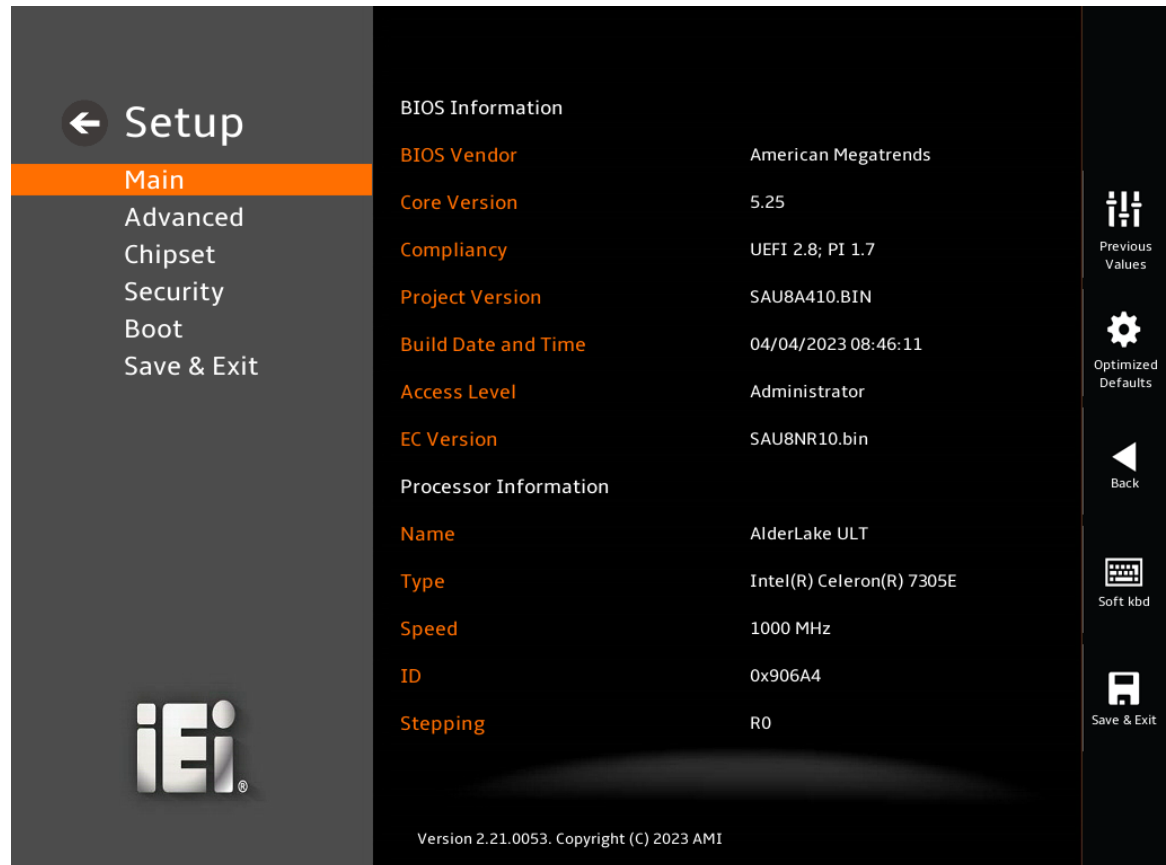 Setup
Main
Advanced
Chipset
Security
Boot
Save & Exit
iEi®
BIOS Information
BIOS Vendor American Megatrends
Core Version 5.25
Compliancy UEFI 2.8; PI 1.7
Project Version SAU8A410.BIN
Build Date and Time 04/04/2023 08:46:11
Access Level Administrator
EC Version SAU8NR10.bin
Processor Information
Name AlderLake ULT
Type Intel(R) Celeron(R) 7305E
Speed 1000 MHz
ID 0x906A4
Stepping R0
Version 2.21.0053. Copyright (C) 2023 AMI
Previous
Values
Optimized
Defaults
Back
Soft kbd
Save & Exit